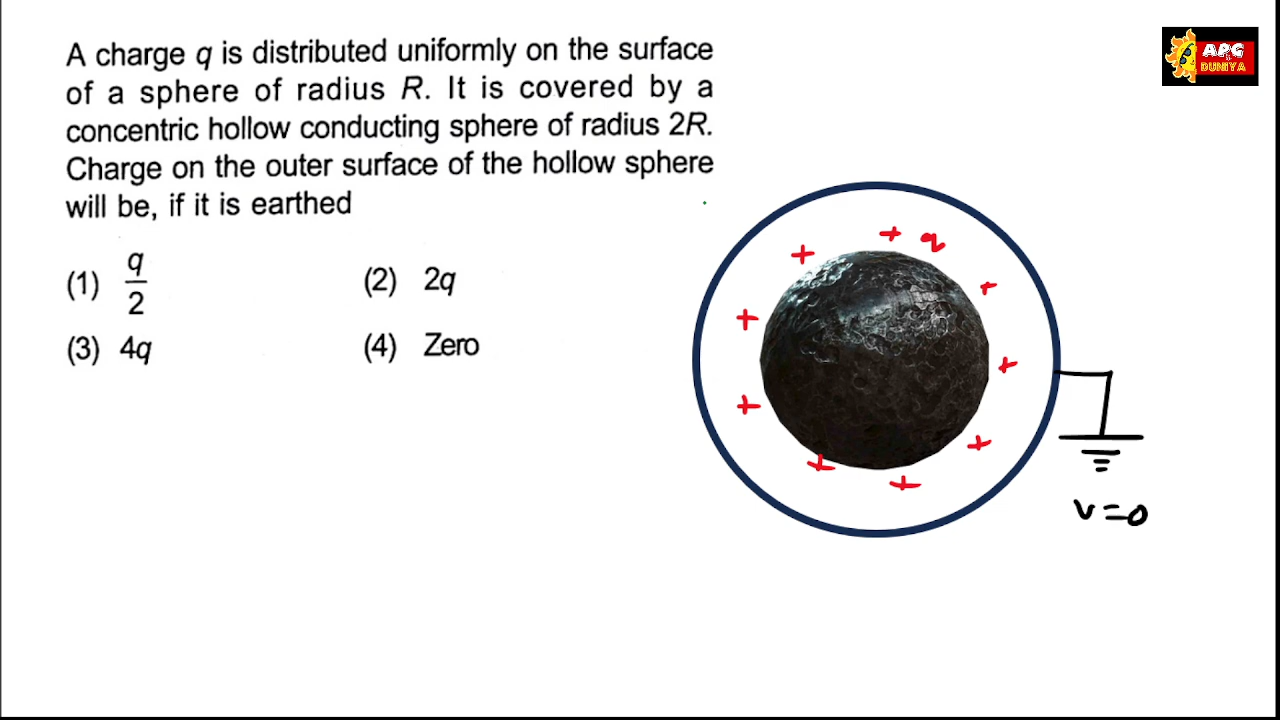 A charge q is distributed uniformly on the surface
of a sphere of radius R. It is covered by a
concentric hollow conducting sphere of radius 2R.
Charge on the outer surface of the hollow sphere
will be, if it is earthed
(1) q/2 (2) 2q
(3) 4q (4) Zero
APC
DUNIYA
+ + q
+ +
+ +
+ +
+ +
v=0